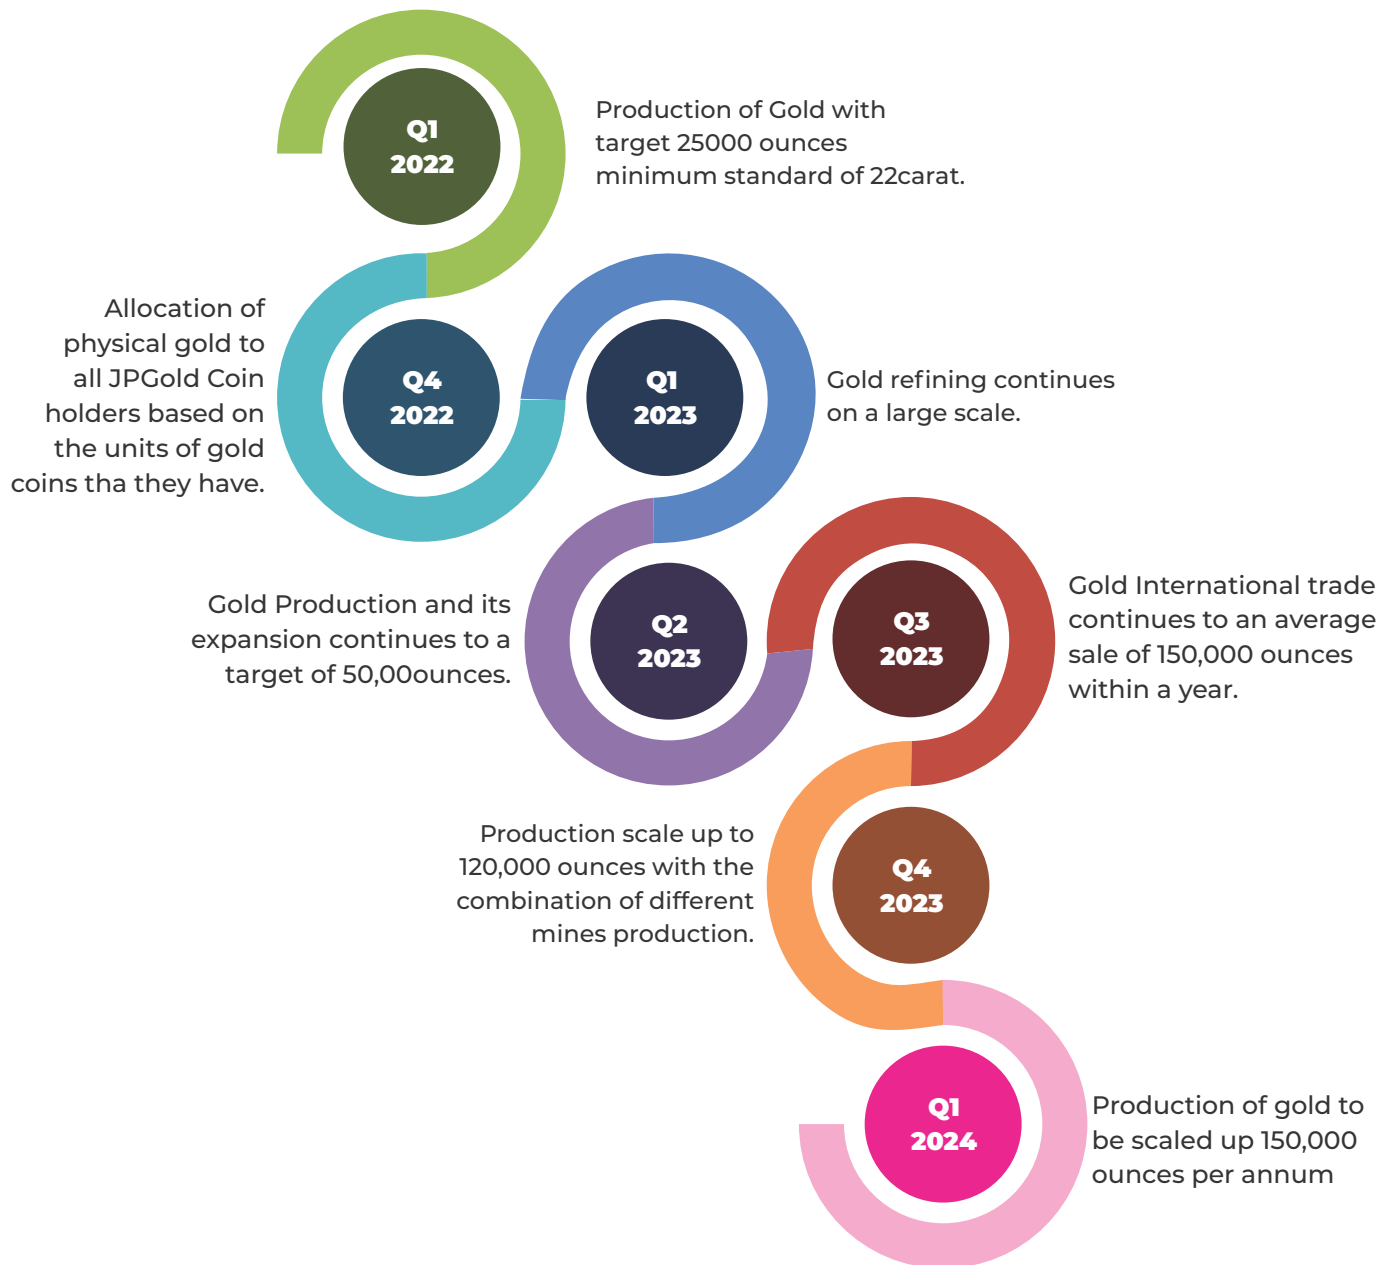 Q1
2022
Production of Gold with
target 25000 ounces
minimum standard of 22carat.
Allocation of
physical gold to
all JPGold Coin
holders based on
the units of gold
coins tha they have.
Q4
2022
Q1
2023
Gold refining continues
on a large scale.
Gold Production and its
expansion continues to a
target of 50,00ounces.
Q2
2023
Q3
2023
Gold International trade
continues to an average
sale of 150,000 ounces
within a year.
Production scale up to
120,000 ounces with the
combination of different
mines production.
Q4
2023
Q1
2024
Production of gold to
be scaled up 150,000
ounces per annum